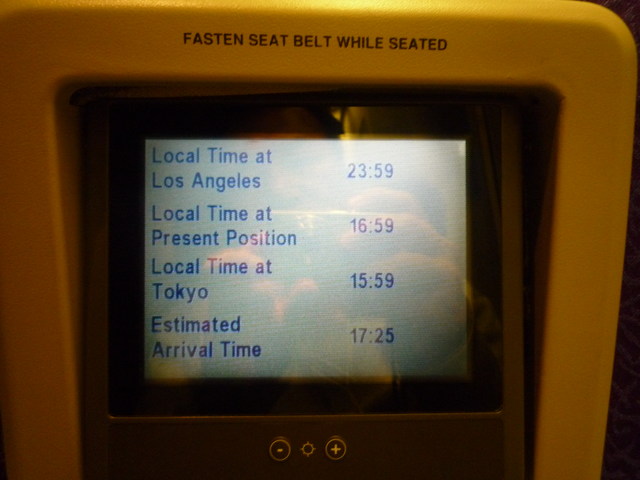 FASTEN SEAT BELT WHILE SEATED
Local Time at
Los Angeles 23:59
Local Time at
Present Position 16:59
Local Time at
Tokyo 15:59
Estimated
Arrival Time 17:25
- +